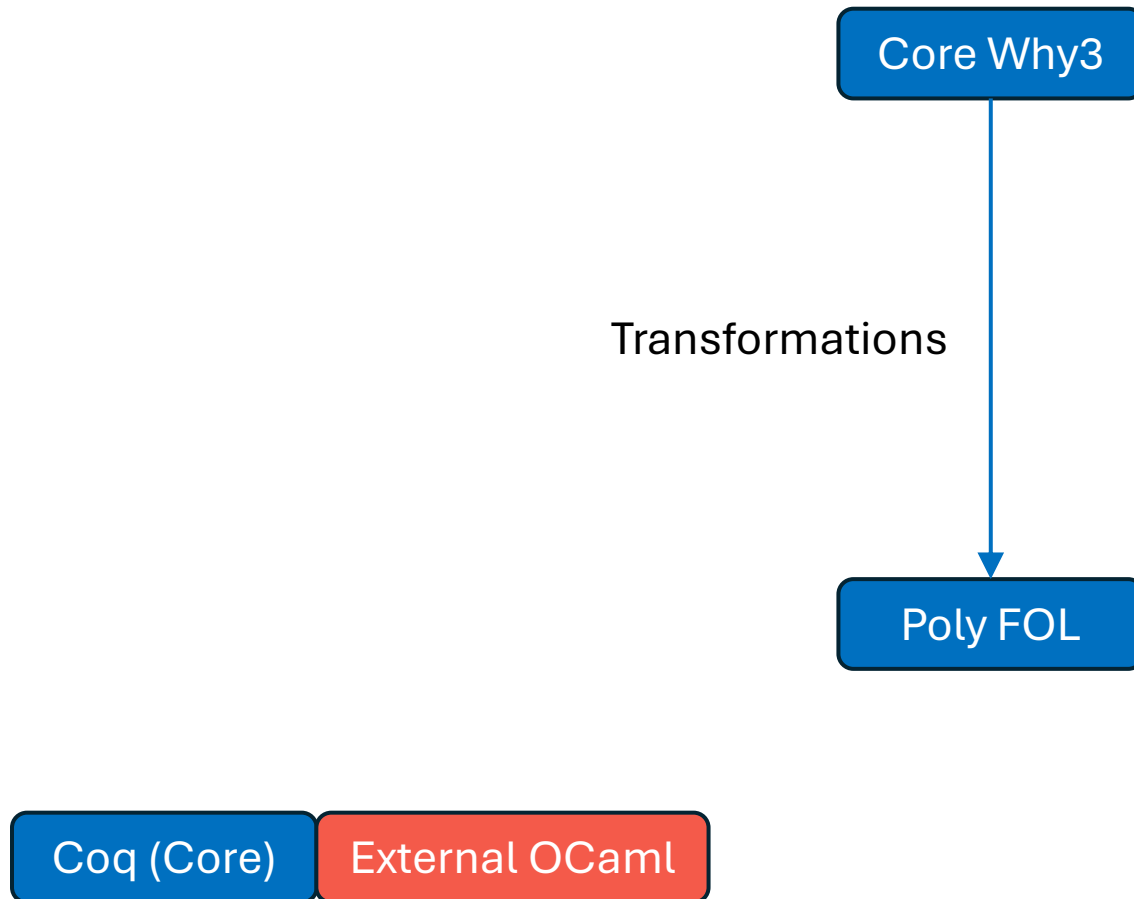 Core Why3
Transformations
Poly FOL
Coq (Core)
External OCaml